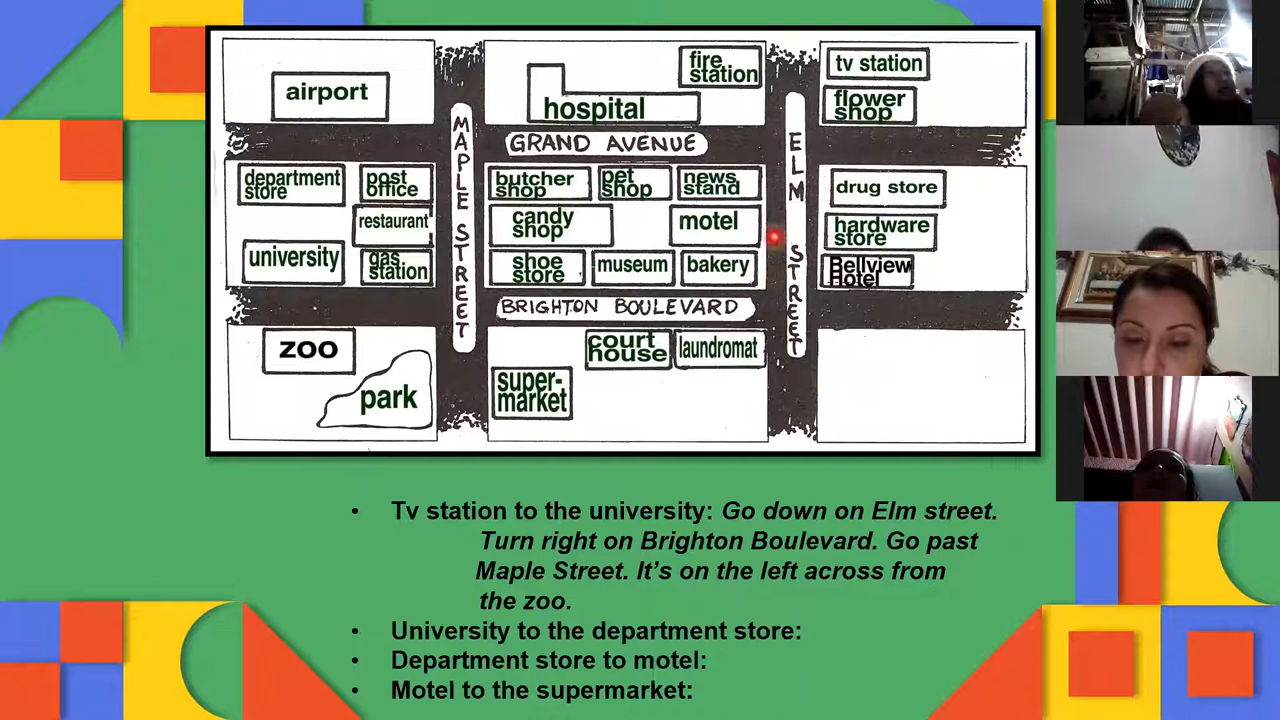 airport
hospital
fire
station
tv station
flower
shop
GRAND AVENUE
MAPLE STREET
ELM STREET
department
store
post
office
restaurant
university
gas
station
butcher
shop
pet
shop
news
stand
candy
shop
motel
shoe
store
museum
bakery
drug store
hardware
store
Bellview
Hotel
BRIGHTON BOULEVARD
zoo
park
court
house
laundromat
super-
market
• Tv station to the university: Go down on Elm street.
Turn right on Brighton Boulevard. Go past
Maple Street. It's on the left across from
the zoo.
• University to the department store:
• Department store to motel:
• Motel to the supermarket: